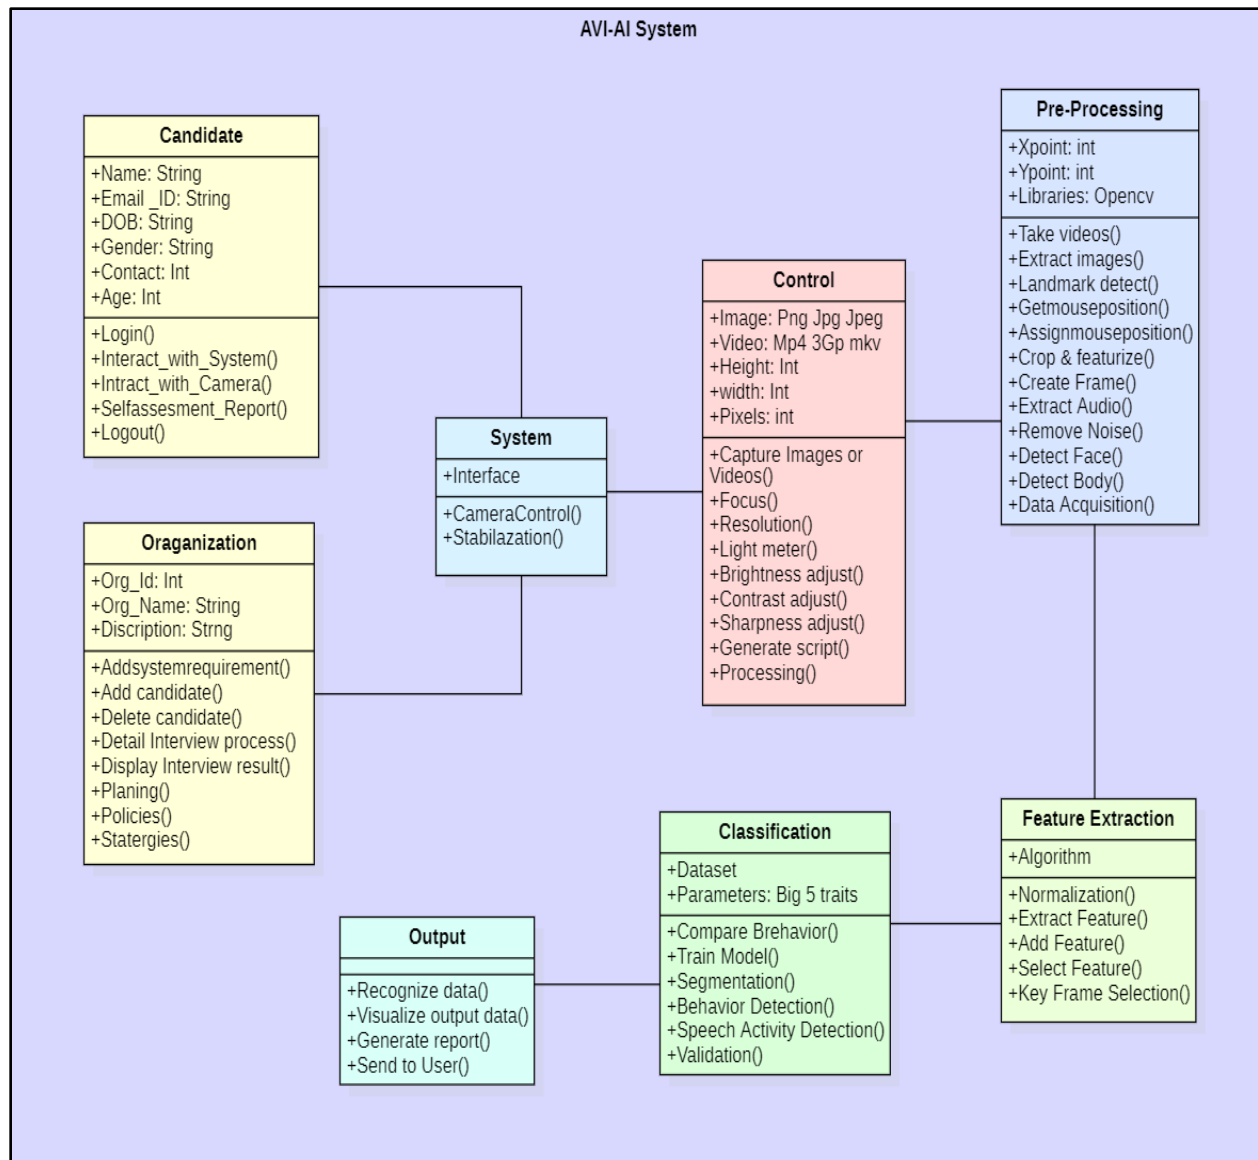 AVI-AI System
Candidate
+Name: String
+Email _ID: String
+DOB: String
+Gender: String
+Contact: Int
+Age: Int
+Login()
+Interact_with_System()
+Intract_with_Camera()
+Selfassesment_Report()
+Logout()
Oraganization
+Org_Id: Int
+Org_Name: String
+Discription: Strng
+Addsystemrequirement()
+Add candidate()
+Delete candidate()
+Detail Interview process()
+Display Interview result()
+Planing()
+Policies()
+Statergies()
System
+Interface
+CameraControl()
+Stabilazation()
Control
+Image: Png Jpg Jpeg
+Video: Mp4 3Gp mkv
+Height: Int
+width: Int
+Pixels: int
+Capture Images or
Videos()
+Focus()
+Resolution()
+Light meter()
+Brightness adjust()
+Contrast adjust()
+Sharpness adjust()
+Generate script()
+Processing()
Pre-Processing
+Xpoint: int
+Ypoint: int
+Libraries: Opencv
+Take videos()
+Extract images()
+Landmark detect()
+Getmouseposition()
+Assignmouseposition()
+Crop & featurize()
+Create Frame()
+Extract Audio()
+Remove Noise()
+Detect Face()
+Detect Body()
+Data Acquisition()
Feature Extraction
+Algorithm
+Normalization()
+Extract Feature()
+Add Feature()
+Select Feature()
+Key Frame Selection()
Classification
+Dataset
+Parameters: Big 5 traits
+Compare Brehavior()
+Train Model()
+Segmentation()
+Behavior Detection()
+Speech Activity Detection()
+Validation()
Output
+Recognize data()
+Visualize output data()
+Generate report()
+Send to User()